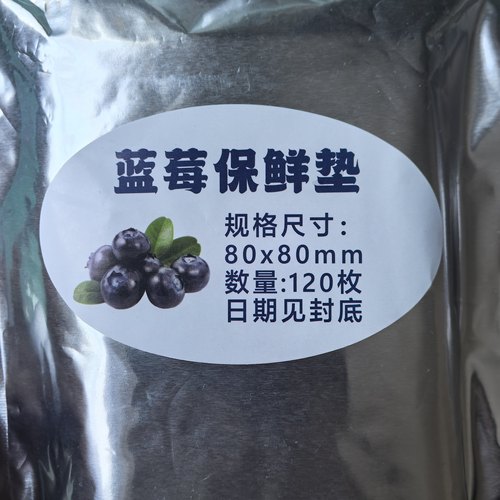 蓝莓保鲜垫
规格尺寸：
80x80mm
数量:120枚
日期见封底